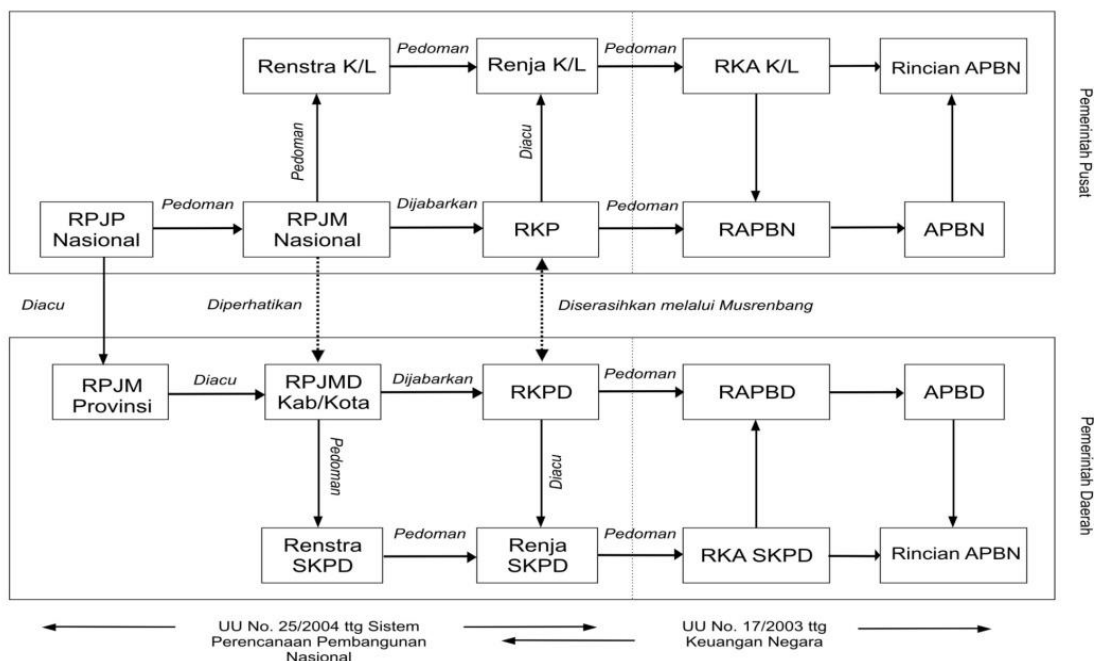 Pedoman
Pedoman
Renstra K/L
Renja K/L
RKA K/L
Rincian APBN
Pedoman
Diacu
Pemerintah Pusat
Pedoman
Dijabarkan
Pedoman
RPJP
Nasional
RPJM
Nasional
RKP
RAPBN
APBN
Diacu
Diperhatikan
Diserasihkan melalui Musrenbang
RPJM
Provinsi
Diacu
RPJMD
Kab/Kota
Dijabarkan
RKPD
Pedoman
RAPBD
APBD
Pedoman
Diacu
Pemerintah Daerah
Renstra
SKPD
Pedoman
Renja
SKPD
Pedoman
RKA SKPD
Rincian APBN
UU No. 25/2004 ttg Sistem
Perencanaan Pembangunan
Nasional
UU No. 17/2003 ttg
Keuangan Negara